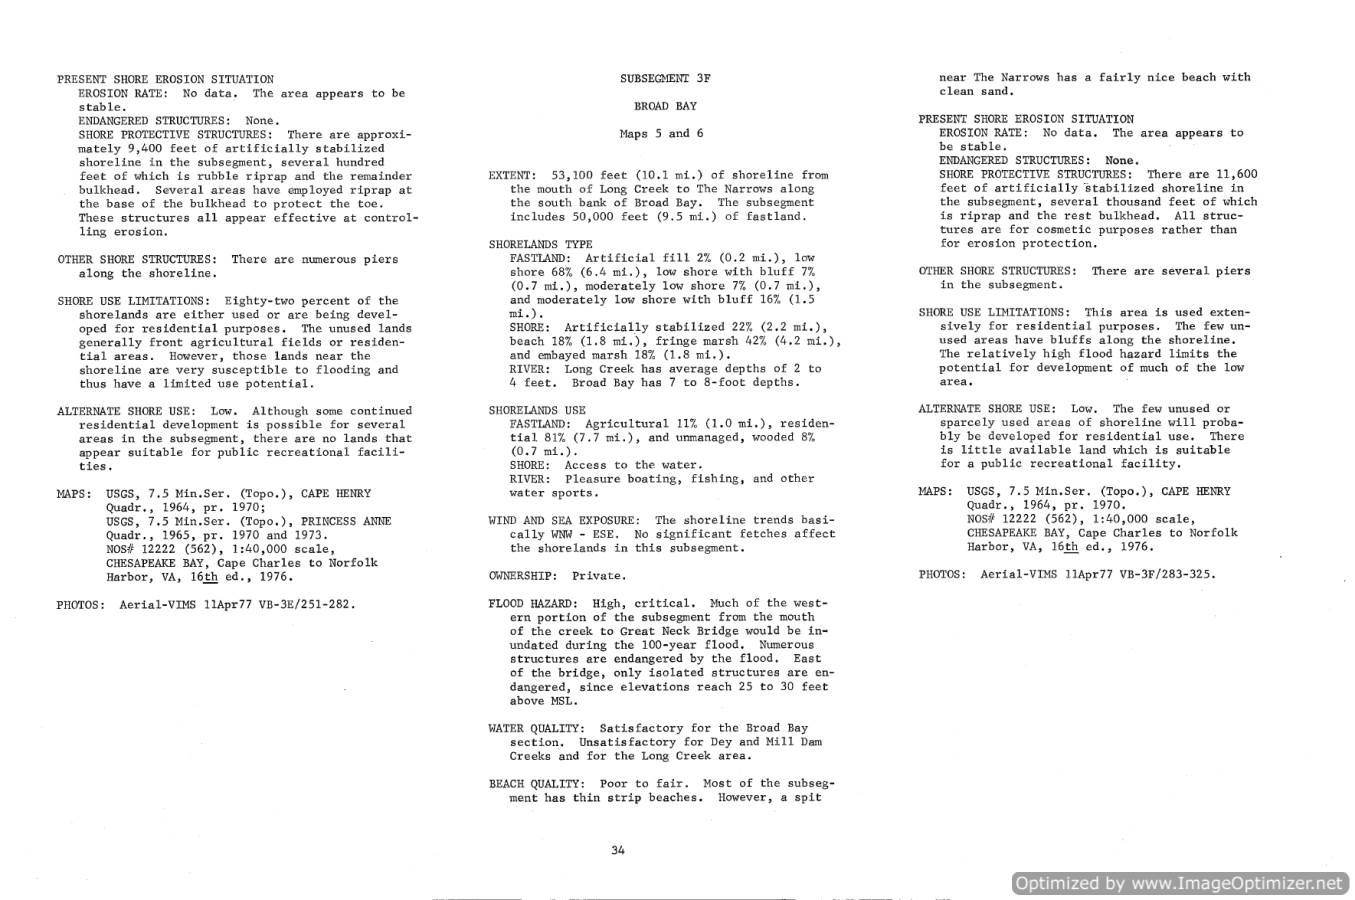 PRESENT SHORE EROSION SITUATION
EROSION RATE: No data. The area appears to be
stable.
ENDANGERED STRUCTURES: None.
SHORE PROTECTIVE STRUCTURES: There are approxi-
mately 9,400 feet of artificially stabilized
shoreline in the subsegment, several hundred
feet of which is rubble riprap and the remainder
bulkhead. Several areas have employed riprap at
the base of the bulkhead to protect the toe.
These structures all appear effective at control-
ling erosion.
OTHER SHORE STRUCTURES: There are numerous piers
along the shoreline.
SHORE USE LIMITATIONS: Eighty-two percent of the
shorelands are either used or are being devel-
oped for residential purposes. The unused lands
generally front agricultural fields or residen-
tial areas. However, those lands near the
shoreline are very susceptible to flooding and
thus have a limited use potential.
ALTERNATE SHORE USE: Low. Although some continued
residential development is possible for several
areas in the subsegment, there are no lands that
appear suitable for public recreational facili-
ties.
MAPS: USGS, 7.5 Min.Ser. (Topo.), CAPE HENRY
Quadr., 1964, pr. 1970;
USGS, 7.5 Min.Ser. (Topo.), PRINCESS ANNE
Quadr., 1965, pr. 1970 and 1973.
NOS# 12222 (562), 1:40,000 scale,
CHESAPEAKE BAY, Cape Charles to Norfolk
Harbor, VA, 16th ed., 1976.
PHOTOS: Aerial-VIMS 11Apr77 VB-3E/251-282.
SUBSEGMENT 3F
BROAD BAY
Maps 5 and 6
EXTENT: 53,100 feet (10.1 mi.) of shoreline from
the mouth of Long Creek to The Narrows along
the south bank of Broad Bay. The subsegment
includes 50,000 feet (9.5 mi.) of fastland.
SHORELANDS TYPE
FASTLAND: Artificial fill 2% (0.2 mi.), low
shore 68% (6.4 mi.), low shore with bluff 7%
(0.7 mi.), moderately low shore 7% (0.7 mi.),
and moderately low shore with bluff 16% (1.5
mi.).
SHORE: Artificially stabilized 22% (2.2 mi.),
beach 18% (1.8 mi.), fringe marsh 42% (4.2 mi.),
and embayed marsh 18% (1.8 mi.).
RIVER: Long Creek has average depths of 2 to
4 feet. Broad Bay has 7 to 8-foot depths.
SHORELANDS USE
FASTLAND: Agricultural 11% (1.0 mi.), residen-
tial 81% (7.7 mi.), and unmanaged, wooded 8%
(0.7 mi.).
SHORE: Access to the water.
RIVER: Pleasure boating, fishing, and other
water sports.
WIND AND SEA EXPOSURE: The shoreline trends basi-
cally WNW - ESE. No significant fetches affect
the shorelands in this subsegment.
OWNERSHIP: Private.
FLOOD HAZARD: High, critical. Much of the west-
ern portion of the subsegment from the mouth
of the creek to Great Neck Bridge would be in-
undated during the 100-year flood. Numerous
structures are endangered by the flood. East
of the bridge, only isolated structures are en-
dangered, since elevations reach 25 to 30 feet
above MSL.
WATER QUALITY: Satisfactory for the Broad Bay
section. Unsatisfactory for Dey and Mill Dam
Creeks and for the Long Creek area.
BEACH QUALITY: Poor to fair. Most of the subseg-
ment has thin strip beaches. However, a spit
near The Narrows has a fairly nice beach with
clean sand.
PRESENT SHORE EROSION SITUATION
EROSION RATE: No data. The area appears to
be stable.
ENDANGERED STRUCTURES: None.
SHORE PROTECTIVE STRUCTURES: There are 11,600
feet of artificially stabilized shoreline in
the subsegment, several thousand feet of which
is riprap and the rest bulkhead. All struc-
tures are for cosmetic purposes rather than
for erosion protection.
OTHER SHORE STRUCTURES: There are several piers
in the subsegment.
SHORE USE LIMITATIONS: This area is used exten-
sively for residential purposes. The few un-
used areas have bluffs along the shoreline.
The relatively high flood hazard limits the
potential for development of much of the low
area.
ALTERNATE SHORE USE: Low. The few unused or
sparcely used areas of shoreline will proba-
bly be developed for residential use. There
is little available land which is suitable
for a public recreational facility.
MAPS: USGS, 7.5 Min.Ser. (Topo.), CAPE HENRY
Quadr., 1964, pr. 1970.
NOS# 12222 (562), 1:40,000 scale,
CHESAPEAKE BAY, Cape Charles to Norfolk
Harbor, VA, 16th ed., 1976.
PHOTOS: Aerial-VIMS 11Apr77 VB-3F/283-325.
34
Optimized by www.ImageOptimizer.net